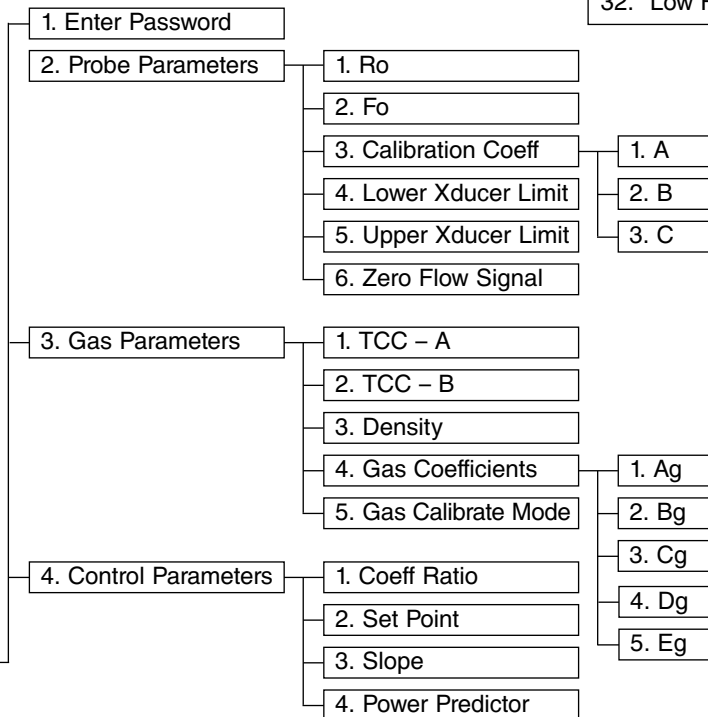 32. Low
1. Enter Password
2. Probe Parameters
1. Ro
2. Fo
3. Calibration Coeff
1. A
2. B
3. C
4. Lower Xducer Limit
5. Upper Xducer Limit
6. Zero Flow Signal
3. Gas Parameters
1. TCC – A
2. TCC – B
3. Density
4. Gas Coefficients
1. Ag
2. Bg
3. Cg
4. Dg
5. Eg
5. Gas Calibrate Mode
4. Control Parameters
1. Coeff Ratio
2. Set Point
3. Slope
4. Power Predictor